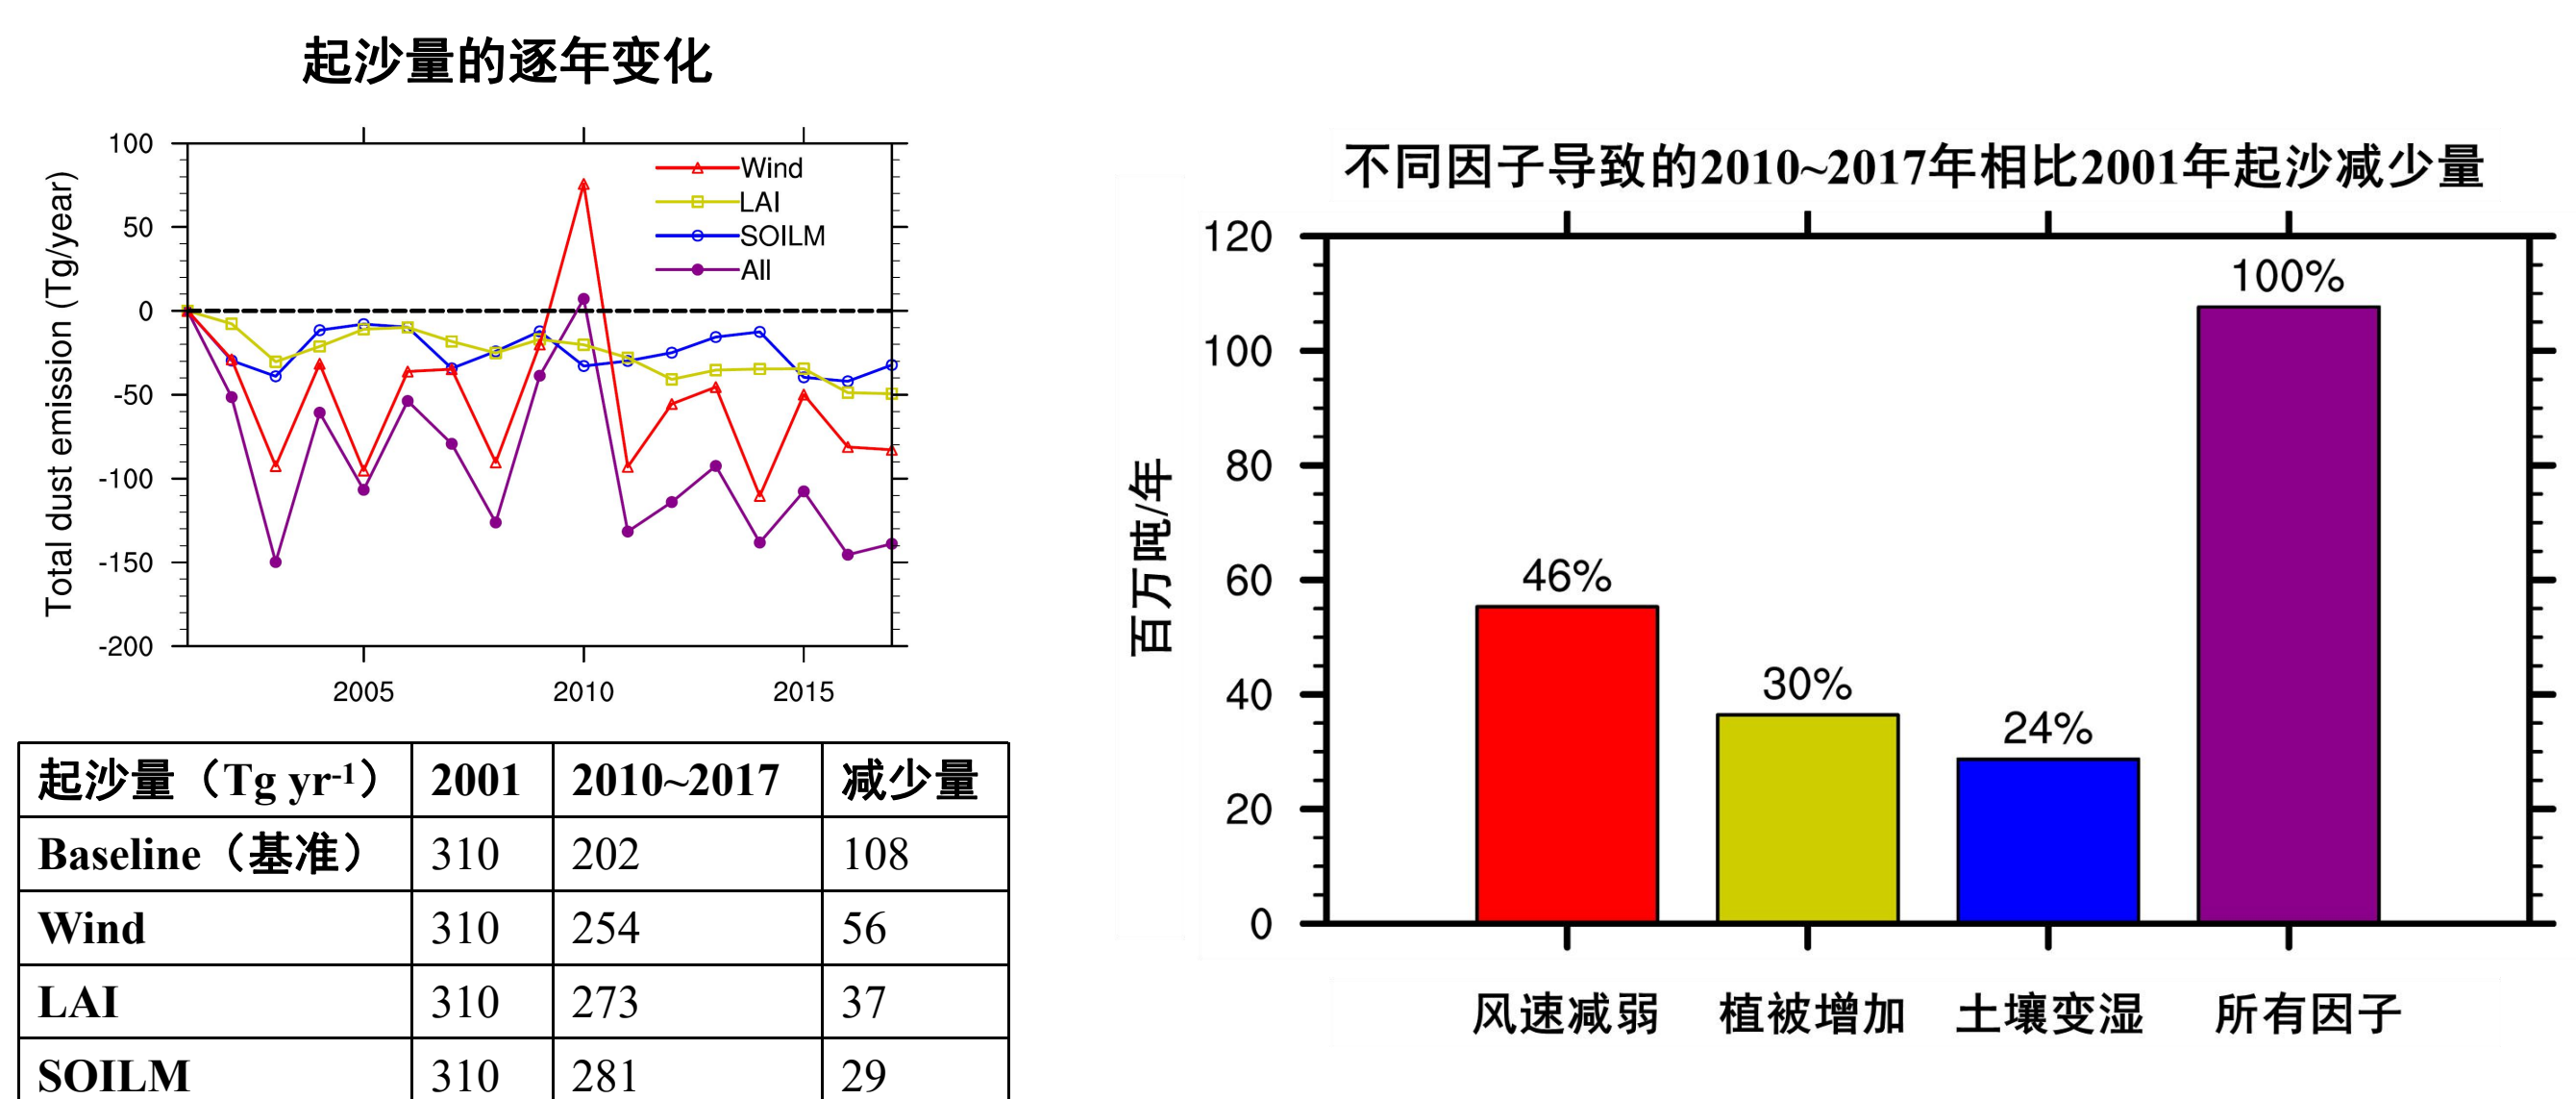 起沙量的逐年变化
Total dust emission (Tg/year)
100
50
0
-50
-100
-150
-200
2005 2010 2015
Wind
LAI
SOILM
All
起沙量（Tg yr-1） 2001 2010~2017 减少量
Baseline（基准） 310 202 108
Wind 310 254 56
LAI 310 273 37
SOILM 310 281 29
不同因子导致的2010~2017年相比2001年起沙减少量
百万吨/年
120
100
80
60
40
20
0
46%
30%
24%
100%
风速减弱 植被增加 土壤变湿 所有因子